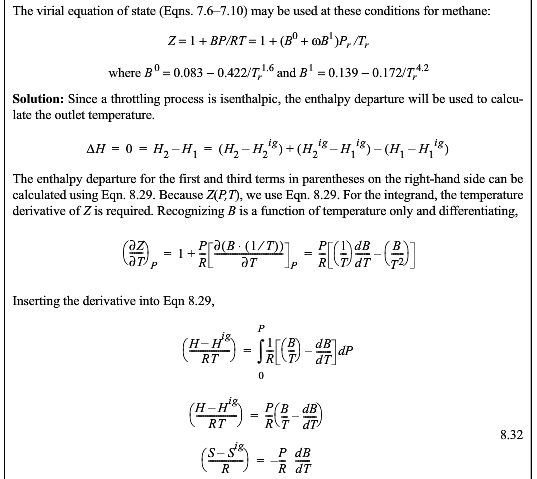 The virial equation of state (Eqns. 7.6–7.10) may be used at these conditions for methane:
Z = 1 + BP/RT = 1 + (B⁰ + ωB¹)Pᵣ/Tᵣ
where B⁰ = 0.083 – 0.422/Tᵣ¹·⁶ and B¹ = 0.139 – 0.172/Tᵣ⁴·²
Solution: Since a throttling process is isenthalpic, the enthalpy departure will be used to calcu-
late the outlet temperature.
ΔH = 0 = H₂ – H₁ = (H₂ – H₂^ig) + (H₂^ig – H₁^ig) – (H₁ – H₁^ig)
The enthalpy departure for the first and third terms in parentheses on the right-hand side can be
calculated using Eqn. 8.29. Because Z(P,T), we use Eqn. 8.29. For the integrand, the temperature
derivative of Z is required. Recognizing B is a function of temperature only and differentiating,
(∂Z/∂T)_P = 1 + P/R[∂(B · (1/T))/∂T]_P = P/R[(1/T) dB/dT – (B/T²)]
Inserting the derivative into Eqn 8.29,
((H – H^ig)/RT) = ∫₀^P 1/R[(B/T) – dB/dT]dP
((H – H^ig)/RT) = P/R(B/T – dB/dT)
8.32
((S – S^ig)/R) = –P/R dB/dT